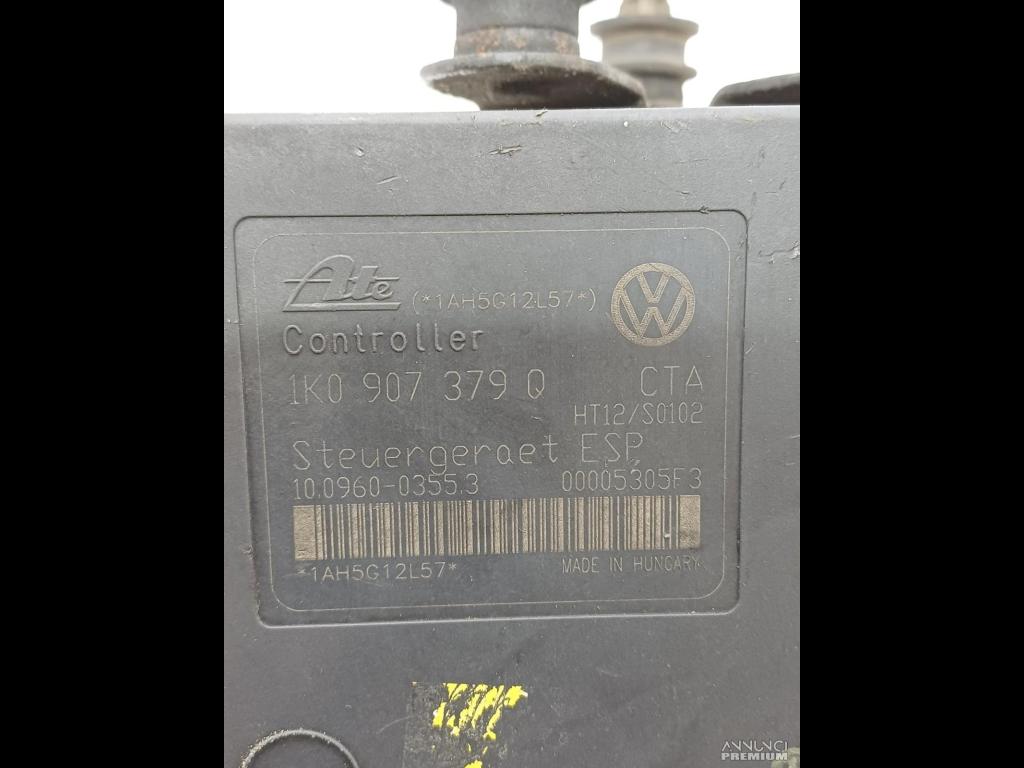 Ate (*1AH5G12L57*)
Controller
1K0 907 379 Q CTA
HT12/S0102
Steuergeraet ESP
10.0960-0355.3 00005305F3
*1AH5G12L57* MADE IN HUNGARY
ANNUNCI
PREMIUM